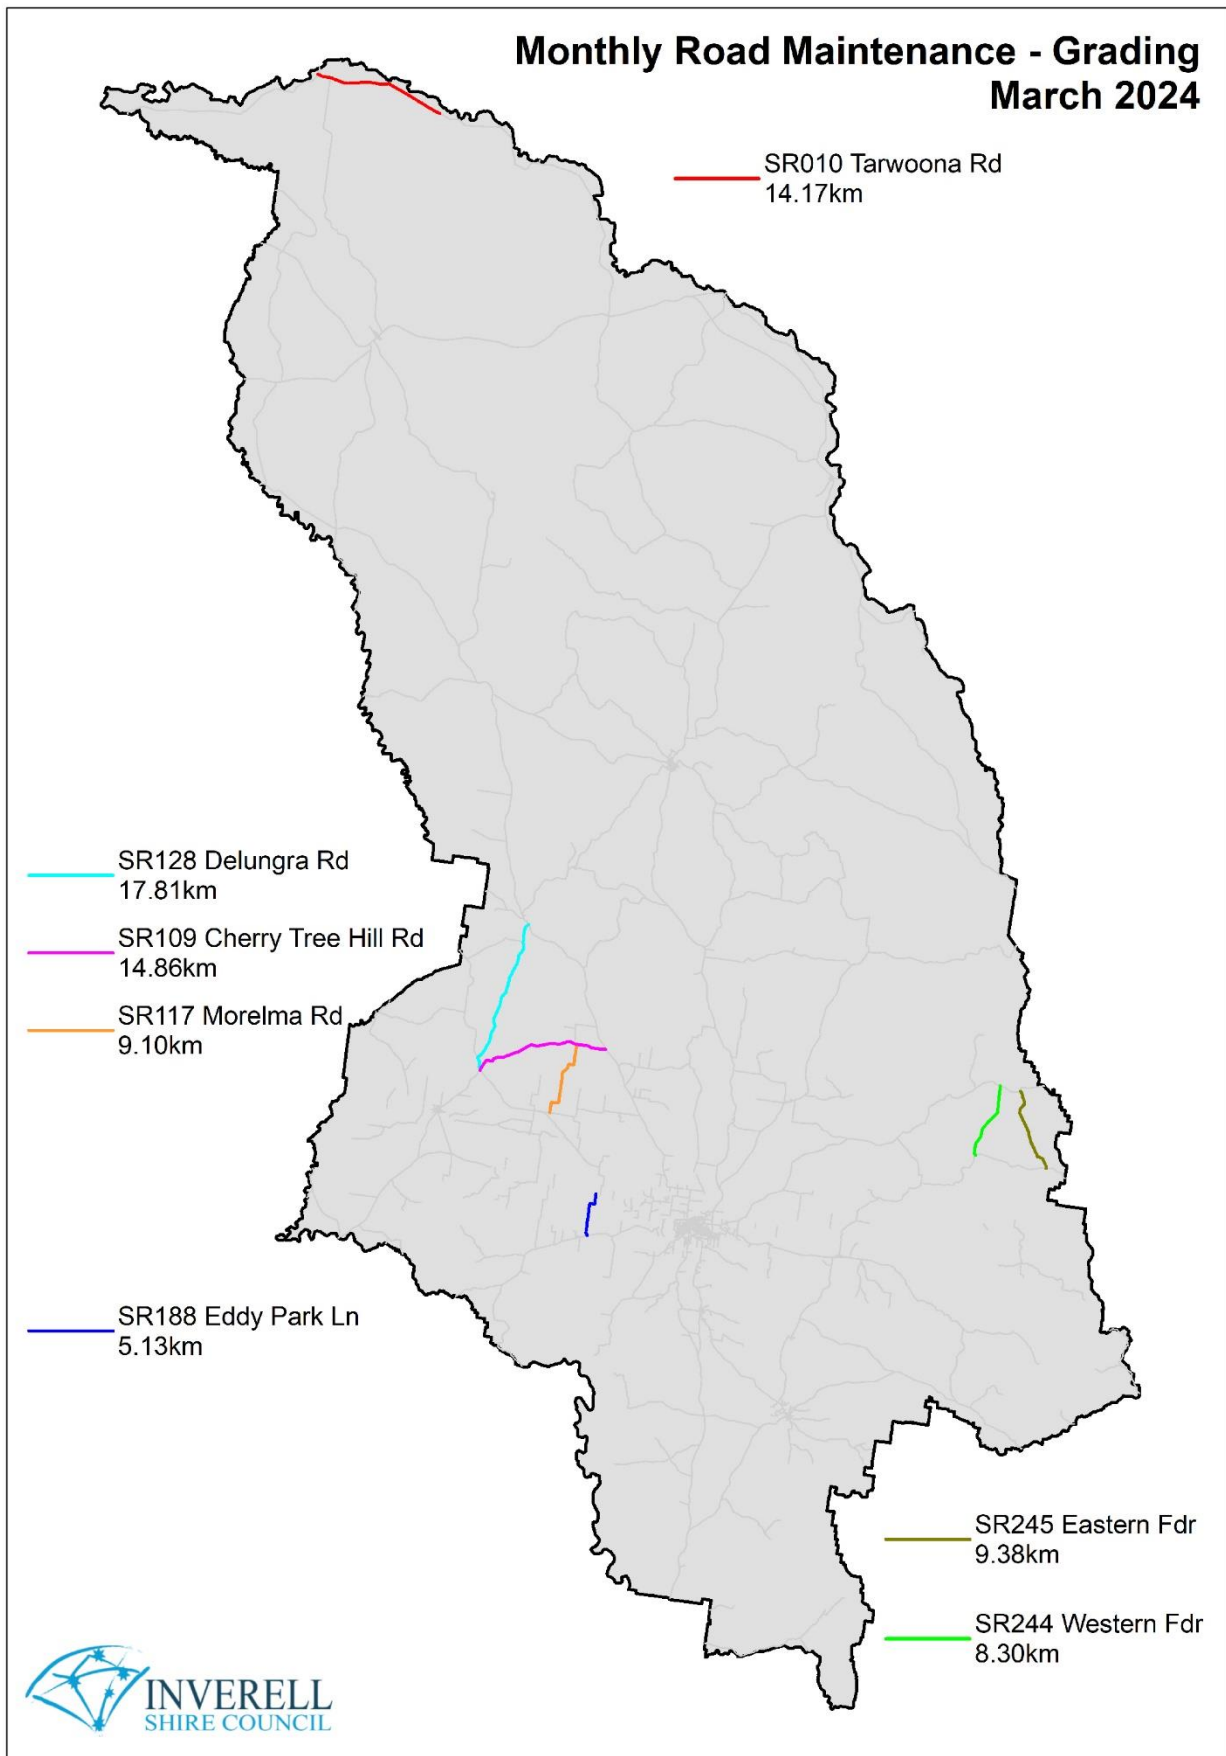 Monthly Road Maintenance - Grading
March 2024
SR010 Tarwoona Rd
14.17km
SR128 Delungra Rd
17.81km
SR109 Cherry Tree Hill Rd
14.86km
SR117 Morelma Rd
9.10km
SR188 Eddy Park Ln
5.13km
SR245 Eastern Fdr
9.38km
SR244 Western Fdr
8.30km
INVERELL
SHIRE COUNCIL